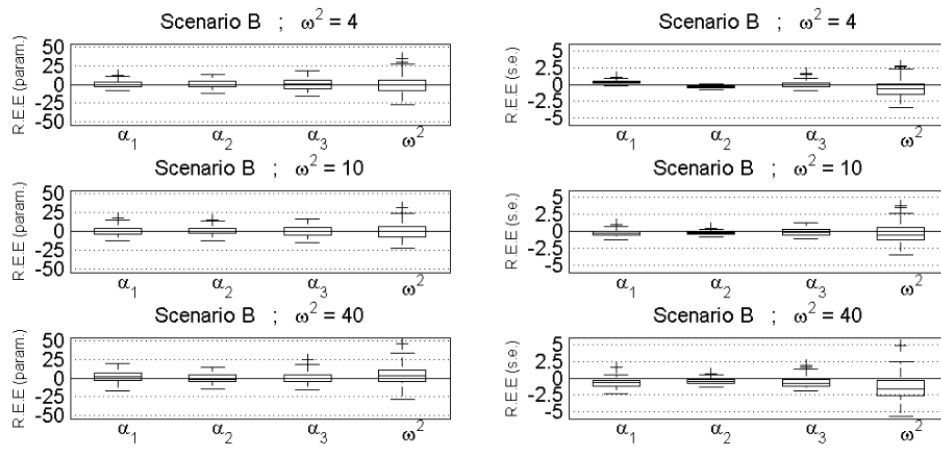 Scenario B ; ω² = 4
R.E.E (param.)
50
25
0
-25
-50
α₁ α₂ α₃ ω²
Scenario B ; ω² = 4
R.E.E (s.e.)
5
2.5
0
-2.5
-5
α₁ α₂ α₃ ω²
Scenario B ; ω² = 10
R.E.E (param.)
50
25
0
-25
-50
α₁ α₂ α₃ ω²
Scenario B ; ω² = 10
R.E.E (s.e.)
5
2.5
0
-2.5
-5
α₁ α₂ α₃ ω²
Scenario B ; ω² = 40
R.E.E (param.)
50
25
0
-25
-50
α₁ α₂ α₃ ω²
Scenario B ; ω² = 40
R.E.E (s.e.)
5
2.5
0
-2.5
-5
α₁ α₂ α₃ ω²